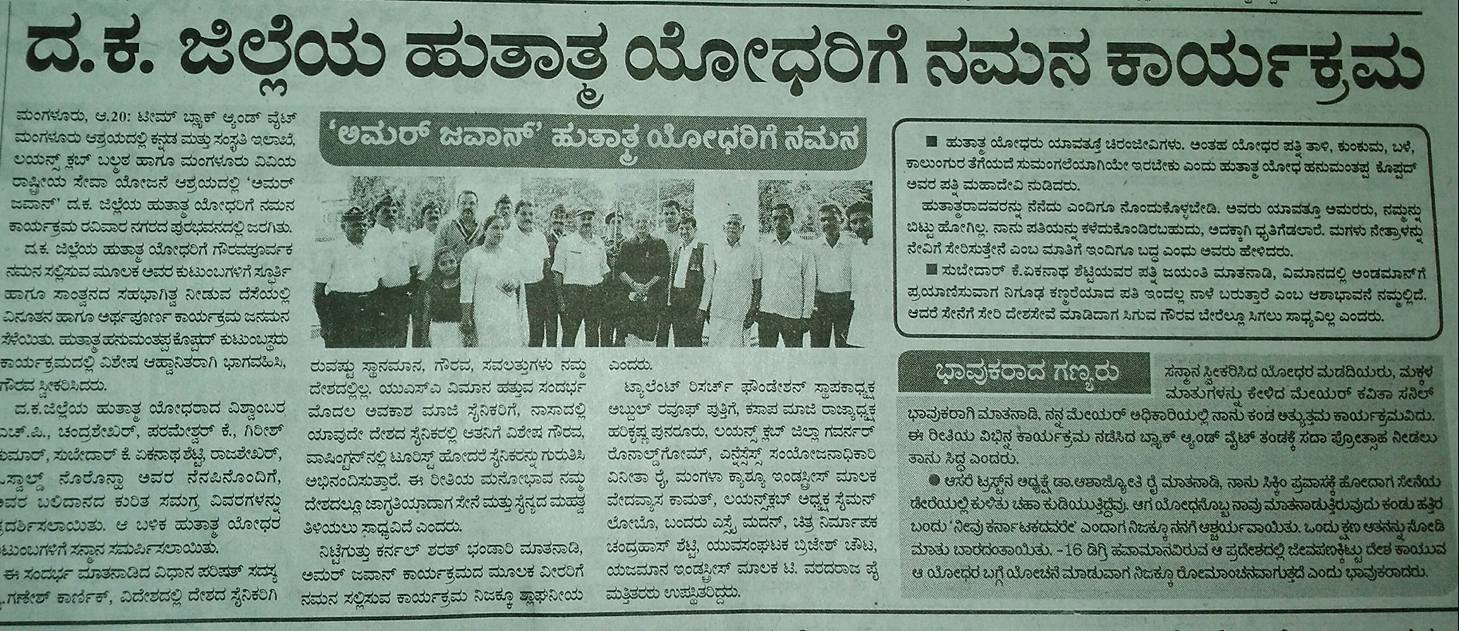 ದ.ಕ. ಜಿಲ್ಲೆಯ ಹುತಾತ್ಮ ಯೋಧರಿಗೆ ನಮನ ಕಾರ್ಯಕ್ರಮ
ಮಂಗಳೂರು, ಆ.20: ಟೀಮ್ ಬ್ಲ್ಯಾಕ್ ಆ್ಯಂಡ್ ವೈಟ್
ಮಂಗಳೂರು ಆಶ್ರಯದಲ್ಲಿ ಕನ್ನಡ ಮತ್ತು ಸಂಸ್ಕೃತಿ ಇಲಾಖೆ,
ಲಯನ್ಸ್ ಕ್ಲಬ್ ಬಲ್ಮಠ ಹಾಗೂ ಮಂಗಳೂರು ವಿವಿಯ
ರಾಷ್ಟ್ರೀಯ ಸೇವಾ ಯೋಜನೆ ಆಶ್ರಯದಲ್ಲಿ 'ಅಮರ್
ಜವಾನ್' ದ.ಕ. ಜಿಲ್ಲೆಯ ಹುತಾತ್ಮ ಯೋಧರಿಗೆ ನಮನ
ಕಾರ್ಯಕ್ರಮ ರವಿವಾರ ನಗರದ ಪುರಭವನದಲ್ಲಿ ಜರಗಿತು.
ದ.ಕ. ಜಿಲ್ಲೆಯ ಹುತಾತ್ಮ ಯೋಧರಿಗೆ ಗೌರವಪೂರ್ವಕ
ನಮನ ಸಲ್ಲಿಸುವ ಮೂಲಕ ಅವರ ಕುಟುಂಬಗಳಿಗೆ ಸ್ಫೂರ್ತಿ
ಹಾಗೂ ಸಾಂತ್ವನದ ಸಹಭಾಗಿತ್ವ ನೀಡುವ ದೆಸೆಯಲ್ಲಿ
ವಿನೂತನ ಹಾಗೂ ಅರ್ಥಪೂರ್ಣ ಕಾರ್ಯಕ್ರಮ ಜನಮನ
ಸೆಳೆಯಿತು. ಹುತಾತ್ಮ ಹನುಮಂತಪ್ಪ ಕೊಪ್ಪದ್ ಕುಟುಂಬಸ್ಥರು
ಕಾರ್ಯಕ್ರಮದಲ್ಲಿ ವಿಶೇಷ ಆಹ್ವಾನಿತರಾಗಿ ಭಾಗವಹಿಸಿ,
ಗೌರವ ಸ್ವೀಕರಿಸಿದರು.
ದ.ಕ.ಜಿಲ್ಲೆಯ ಹುತಾತ್ಮ ಯೋಧರಾದ ವಿಶ್ವಾಂಬರ
ಎಚ್.ಪಿ., ಚಂದ್ರಶೇಖರ್, ಪರಮೇಶ್ವರ್ ಕೆ., ಗಿರೀಶ್
ಕುಮಾರ್, ಸುಬೇದಾರ್ ಕೆ. ಏಕನಾಥ ಶೆಟ್ಟಿ, ರಾಜಶೇಖರ್,
ಸ್ವಾಲ್ಡ್ ನೊರೊನ್ಹಾ ಅವರ ನೆನಪಿನೊಂದಿಗೆ,
ಅವರ ಬಲಿದಾನದ ಕುರಿತ ಸಮಗ್ರ ವಿವರಗಳನ್ನು
ಪ್ರದರ್ಶಿಸಲಾಯಿತು. ಆ ಬಳಿಕ ಹುತಾತ್ಮ ಯೋಧರ
ಕುಟುಂಬಗಳಿಗೆ ಸನ್ಮಾನ ಸಮರ್ಪಿಸಲಾಯಿತು.
ಈ ಸಂದರ್ಭ ಮಾತನಾಡಿದ ವಿಧಾನ ಪರಿಷತ್ ಸದಸ್ಯ
ಗಣೇಶ್ ಕಾರ್ಣಿಕ್, ವಿದೇಶದಲ್ಲಿ ದೇಶದ ಸೈನಿಕರಿಗಿ
'ಅಮರ್ ಜವಾನ್' ಹುತಾತ್ಮ ಯೋಧರಿಗೆ ನಮನ
ರುವಷ್ಟು ಸ್ಥಾನಮಾನ, ಗೌರವ, ಸವಲತ್ತುಗಳು ನಮ್ಮ
ದೇಶದಲ್ಲಿಲ್ಲ. ಯುಎಸ್‌ಎ ವಿಮಾನ ಹತ್ತುವ ಸಂದರ್ಭ
ಮೊದಲ ಅವಕಾಶ ಮಾಜಿ ಸೈನಿಕರಿಗೆ, ನಾಸಾದಲ್ಲಿ
ಯಾವುದೇ ದೇಶದ ಸೈನಿಕರಲ್ಲಿ ಆತನಿಗೆ ವಿಶೇಷ ಗೌರವ,
ವಾಷಿಂಗ್ಟನ್‌ನಲ್ಲಿ ಟೂರಿಸ್ಟ್ ಹೋದರೆ ಸೈನಿಕರನ್ನು ಗುರುತಿಸಿ
ಅಭಿನಂದಿಸುತ್ತಾರೆ. ಈ ರೀತಿಯ ಮನೋಭಾವ ನಮ್ಮ
ದೇಶದಲ್ಲೂ ಜಾಗೃತಿಯಾದಾಗ ಸೇನೆ ಮತ್ತು ಸೈನ್ಯದ ಮಹತ್ವ
ತಿಳಿಯಲು ಸಾಧ್ಯವಿದೆ ಎಂದರು.
ನಿಟ್ಟೆಗುತ್ತು ಕರ್ನಲ್ ಶರತ್ ಭಂಡಾರಿ ಮಾತನಾಡಿ,
ಅಮರ್ ಜವಾನ್ ಕಾರ್ಯಕ್ರಮದ ಮೂಲಕ ವೀರರಿಗೆ
ನಮನ ಸಲ್ಲಿಸುವ ಕಾರ್ಯಕ್ರಮ ನಿಜಕ್ಕೂ ಶ್ಲಾಘನೀಯ
ಎಂದರು.
ಟ್ಯಾಲೆಂಟ್ ರಿಸರ್ಚ್ ಫೌಂಡೇಶನ್ ಸ್ಥಾಪಕಾಧ್ಯಕ್ಷ
ಅಬ್ದುಲ್ ರವೂಫ್ ಪುತ್ತಿಗೆ, ಕಸಾಪ ಮಾಜಿ ರಾಜ್ಯಾಧ್ಯಕ್ಷ
ಹರಿಕೃಷ್ಣ ಪುನರೂರು, ಲಯನ್ಸ್ ಕ್ಲಬ್ ಜಿಲ್ಲಾ ಗವರ್ನರ್
ರೊನಾಲ್ಡ್‌ಗೋಮ್, ಎನ್ನೆಸ್ಸೆಸ್ ಸಂಯೋಜನಾಧಿಕಾರಿ
ವಿನೀತಾ ರೈ, ಮಂಗಳಾ ಕ್ಯಾಶ್ಯೂ ಇಂಡಸ್ಟ್ರೀಸ್ ಮಾಲಕ
ವೇದವ್ಯಾಸ ಕಾಮತ್, ಲಯನ್ಸ್‌ಕ್ಲಬ್ ಅಧ್ಯಕ್ಷ ಸೈಮನ್
ಲೋಬೊ, ಬಂದರು ಎಸ್ಸೈ ಮದನ್, ಚಿತ್ರ ನಿರ್ಮಾಪಕ
ಚಂದ್ರಹಾಸ್ ಶೆಟ್ಟಿ, ಯುವಸಂಘಟಕ ಬ್ರಿಜೇಶ್ ಚೌಟ,
ಯಜಮಾನ ಇಂಡಸ್ಟ್ರೀಸ್ ಮಾಲಕ ಟಿ. ವರದರಾಜ ಪೈ
ಮತ್ತಿತರರು ಉಪಸ್ಥಿತರಿದ್ದರು.
■ ಹುತಾತ್ಮ ಯೋಧರು ಯಾವತ್ತೂ ಚಿರಂಜೀವಿಗಳು. ಅಂತಹ ಯೋಧರ ಪತ್ನಿ ತಾಳಿ, ಕುಂಕುಮ, ಬಳೆ,
ಕಾಲುಂಗುರ ತೆಗೆಯದೆ ಸುಮಂಗಲೆಯಾಗಿಯೇ ಇರಬೇಕು ಎಂದು ಹುತಾತ್ಮ ಯೋಧ ಹನುಮಂತಪ್ಪ ಕೊಪ್ಪದ್
ಅವರ ಪತ್ನಿ ಮಹಾದೇವಿ ನುಡಿದರು.
ಹುತಾತ್ಮರಾದವರನ್ನು ನೆನೆದು ಎಂದಿಗೂ ನೊಂದುಕೊಳ್ಳಬೇಡಿ. ಅವರು ಯಾವತ್ತೂ ಅಮರರು, ನಮ್ಮನ್ನು
ಬಿಟ್ಟು ಹೋಗಿಲ್ಲ. ನಾನು ಪತಿಯನ್ನು ಕಳೆದುಕೊಂಡಿರಬಹುದು, ಅದಕ್ಕಾಗಿ ಧೃತಿಗೆಡಲಾರೆ. ಮಗಳು ನೇತ್ರಾಳನ್ನು
ನೇವಿಗೆ ಸೇರಿಸುತ್ತೇನೆ ಎಂಬ ಮಾತಿಗೆ ಇಂದಿಗೂ ಬದ್ಧ ಎಂದು ಅವರು ಹೇಳಿದರು.
■ ಸುಬೇದಾರ್ ಕೆ.ಏಕನಾಥ ಶೆಟ್ಟಿಯವರ ಪತ್ನಿ ಜಯಂತಿ ಮಾತನಾಡಿ, ವಿಮಾನದಲ್ಲಿ ಅಂಡಮಾನ್‌ಗೆ
ಪ್ರಯಾಣಿಸುವಾಗ ನಿಗೂಢ ಕಣ್ಮರೆಯಾದ ಪತಿ ಇಂದಲ್ಲ ನಾಳೆ ಬರುತ್ತಾರೆ ಎಂಬ ಆಶಾಭಾವನೆ ನಮ್ಮಲ್ಲಿದೆ.
ಆದರೆ ಸೇನೆಗೆ ಸೇರಿ ದೇಶಸೇವೆ ಮಾಡಿದಾಗ ಸಿಗುವ ಗೌರವ ಬೇರೆಲ್ಲೂ ಸಿಗಲು ಸಾಧ್ಯವಿಲ್ಲ ಎಂದರು.
ಭಾವುಕರಾದ ಗಣ್ಯರು
ಸನ್ಮಾನ ಸ್ವೀಕರಿಸಿದ ಯೋಧರ ಮಡದಿಯರು, ಮಕ್ಕಳ
ಮಾತುಗಳನ್ನು ಕೇಳಿದ ಮೇಯರ್ ಕವಿತಾ ಸನಿಲ್
ಭಾವುಕರಾಗಿ ಮಾತನಾಡಿ, ನನ್ನ ಮೇಯರ್ ಅಧಿಕಾರಿಯಲ್ಲಿ ನಾನು ಕಂಡ ಅತ್ಯುತ್ತಮ ಕಾರ್ಯಕ್ರಮವಿದು.
ಈ ರೀತಿಯ ವಿಭಿನ್ನ ಕಾರ್ಯಕ್ರಮ ನಡೆಸಿದ ಬ್ಲ್ಯಾಕ್ ಆ್ಯಂಡ್ ವೈಟ್ ತಂಡಕ್ಕೆ ಸದಾ ಪ್ರೋತ್ಸಾಹ ನೀಡಲು
ತಾನು ಸಿದ್ಧ ಎಂದರು.
● ಆಸರೆ ಟ್ರಸ್ಟ್‌ನ ಅಧ್ಯಕ್ಷೆ ಡಾ.ಆಶಾಜ್ಯೋತಿ ರೈ ಮಾತನಾಡಿ, ನಾನು ಸಿಕ್ಕಿಂ ಪ್ರವಾಸಕ್ಕೆ ಹೋದಾಗ ಸೇನೆಯ
ಡೇರೆಯಲ್ಲಿ ಕುಳಿತು ಚಹಾ ಕುಡಿಯುತ್ತಿದ್ದೆವು. ಆಗ ಯೋಧನೊಬ್ಬ ನಾವು ಮಾತನಾಡುತ್ತಿರುವುದು ಕಂಡು ಹತ್ತಿರ
ಬಂದು 'ನೀವು ಕರ್ನಾಟಕದವರೇ' ಎಂದಾಗ ನಿಜಕ್ಕೂ ನನಗೆ ಆಶ್ಚರ್ಯವಾಯಿತು. ಒಂದು ಕ್ಷಣ ಆತನನ್ನು ನೋಡಿ
ಮಾತು ಬಾರದಂತಾಯಿತು. -16 ಡಿಗ್ರಿ ಹವಾಮಾನವಿರುವ ಆ ಪ್ರದೇಶದಲ್ಲಿ ಜೀವಪಣಕ್ಕಿಟ್ಟು ದೇಶ ಕಾಯುವ
ಆ ಯೋಧರ ಬಗ್ಗೆ ಯೋಚನೆ ಮಾಡುವಾಗ ನಿಜಕ್ಕೂ ರೋಮಾಂಚನವಾಗುತ್ತದೆ ಎಂದು ಭಾವುಕರಾದರು.